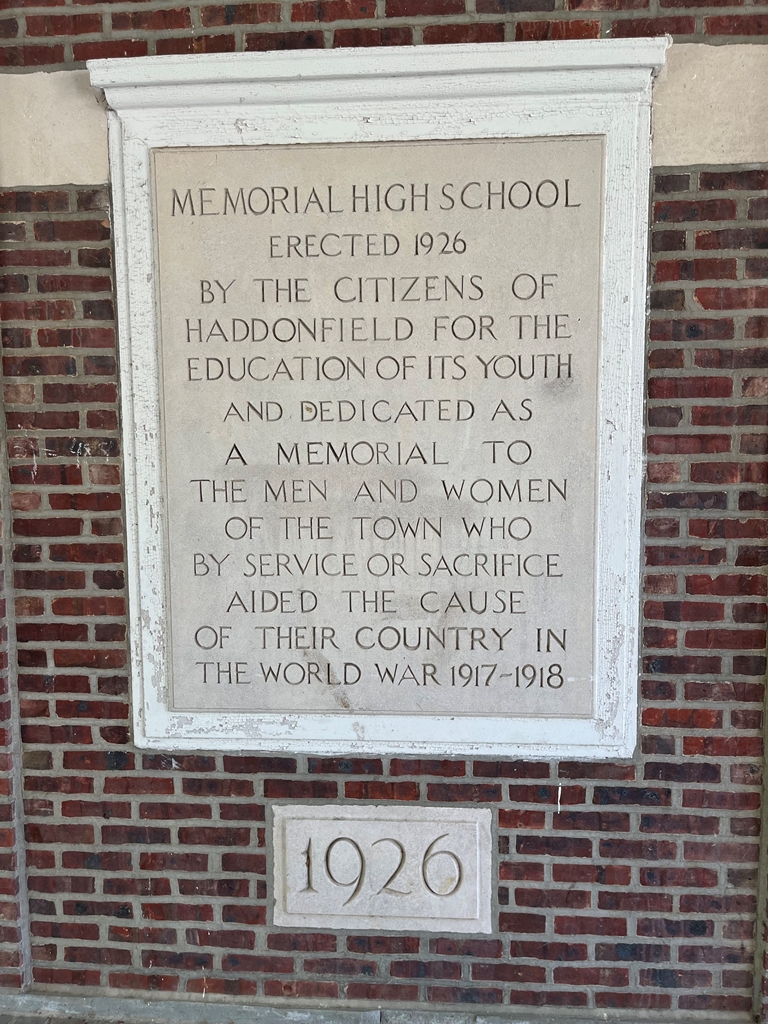 MEMORIAL HIGH SCHOOL
ERECTED 1926
BY THE CITIZENS OF
HADDONFIELD FOR THE
EDUCATION OF ITS YOUTH
AND DEDICATED AS
A MEMORIAL TO
THE MEN AND WOMEN
OF THE TOWN WHO
BY SERVICE OR SACRIFICE
AIDED THE CAUSE
OF THEIR COUNTRY IN
THE WORLD WAR 1917-1918
1926